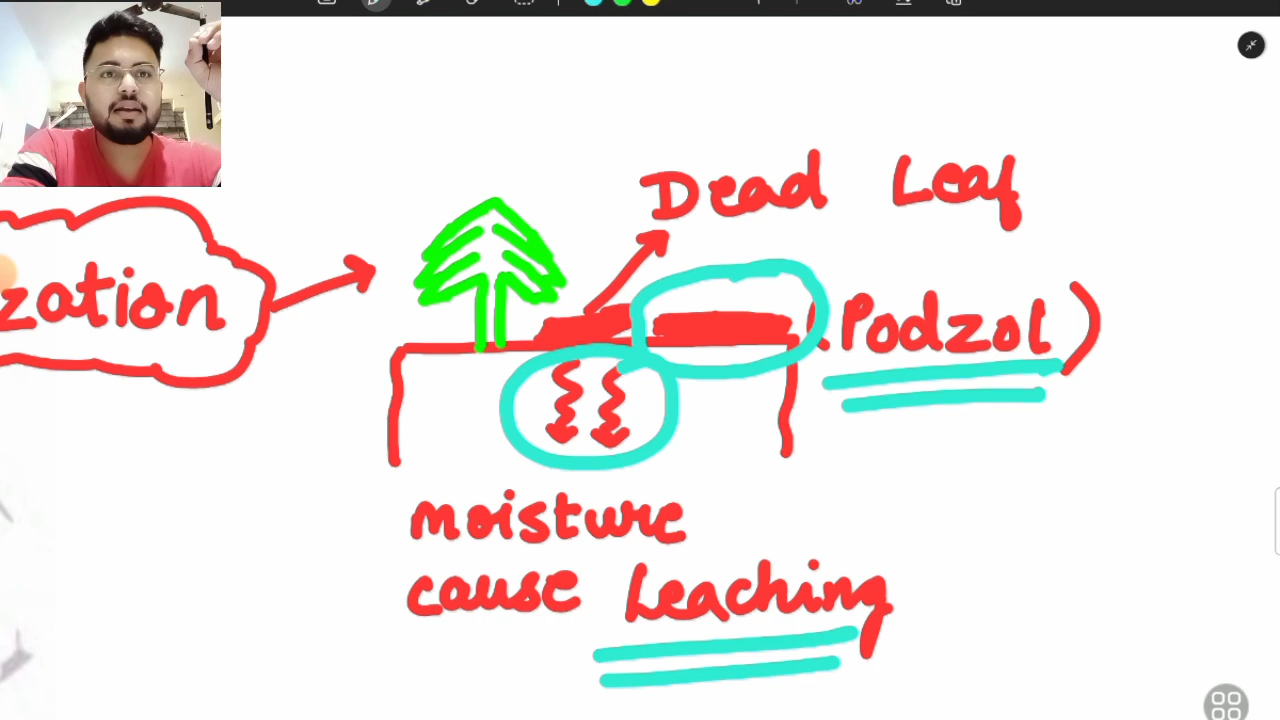 Dead Leaf
zation
(Podzol)
moisture
cause Leaching